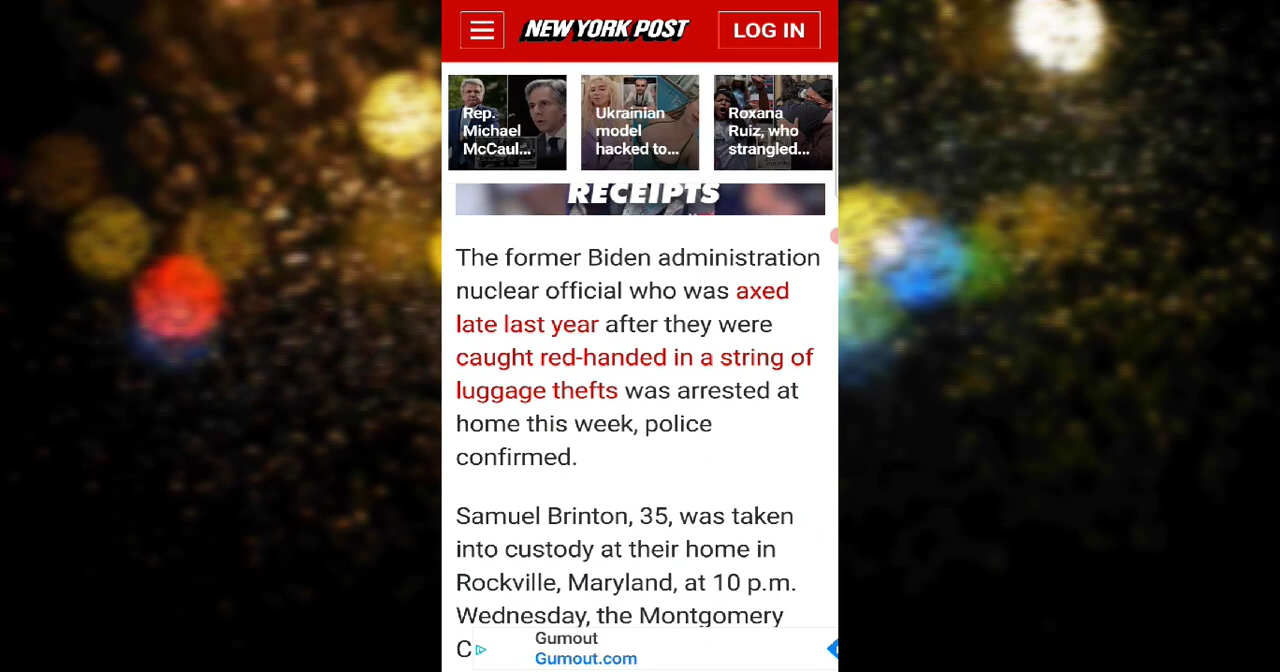 NEW YORK POST
LOG IN
Rep.
Michael
McCaul...
Ukrainian
model
hacked to...
Roxana
Ruiz, who
strangled...
RECEIPTS
The former Biden administration
nuclear official who was axed
late last year after they were
caught red-handed in a string of
luggage thefts was arrested at
home this week, police
confirmed.
Samuel Brinton, 35, was taken
into custody at their home in
Rockville, Maryland, at 10 p.m.
Wednesday, the Montgomery
C
Gumout
Gumout.com